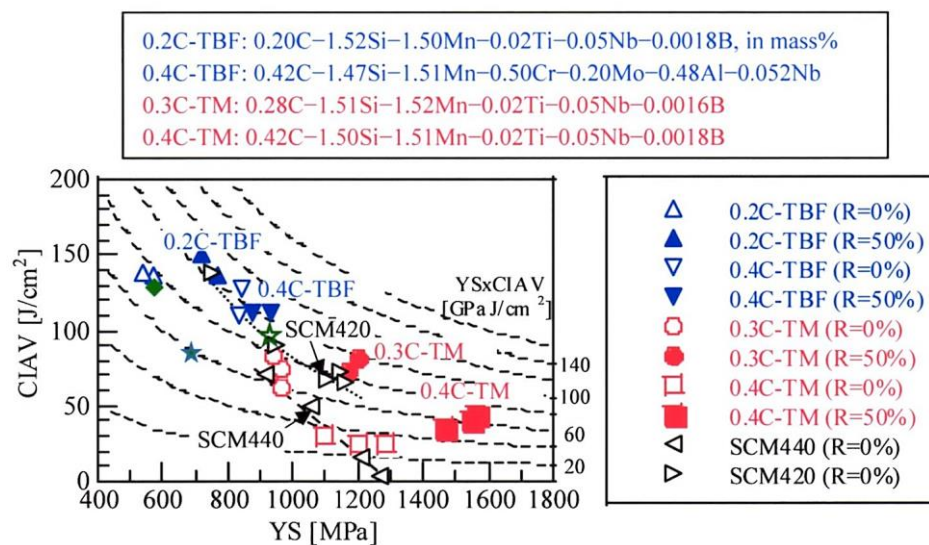 0.2C-TBF: 0.20C−1.52Si−1.50Mn−0.02Ti−0.05Nb−0.0018B, in mass%
0.4C-TBF: 0.42C−1.47Si−1.51Mn−0.50Cr−0.20Mo−0.48Al−0.052Nb
0.3C-TM: 0.28C−1.51Si−1.52Mn−0.02Ti−0.05Nb−0.0016B
0.4C-TM: 0.42C−1.50Si−1.51Mn−0.02Ti−0.05Nb−0.0018B
CIAV [J/cm²]
200
150
100
50
0
0.2C-TBF
0.4C-TBF
SCM420
0.3C-TM
0.4C-TM
SCM440
YSxCIAV
[GPa J/cm²]
140
120
100
60
20
400 600 800 1000 1200 1400 1600 1800
YS [MPa]
0.2C-TBF (R=0%)
0.2C-TBF (R=50%)
0.4C-TBF (R=0%)
0.4C-TBF (R=50%)
0.3C-TM (R=0%)
0.3C-TM (R=50%)
0.4C-TM (R=0%)
0.4C-TM (R=50%)
SCM440 (R=0%)
SCM420 (R=0%)